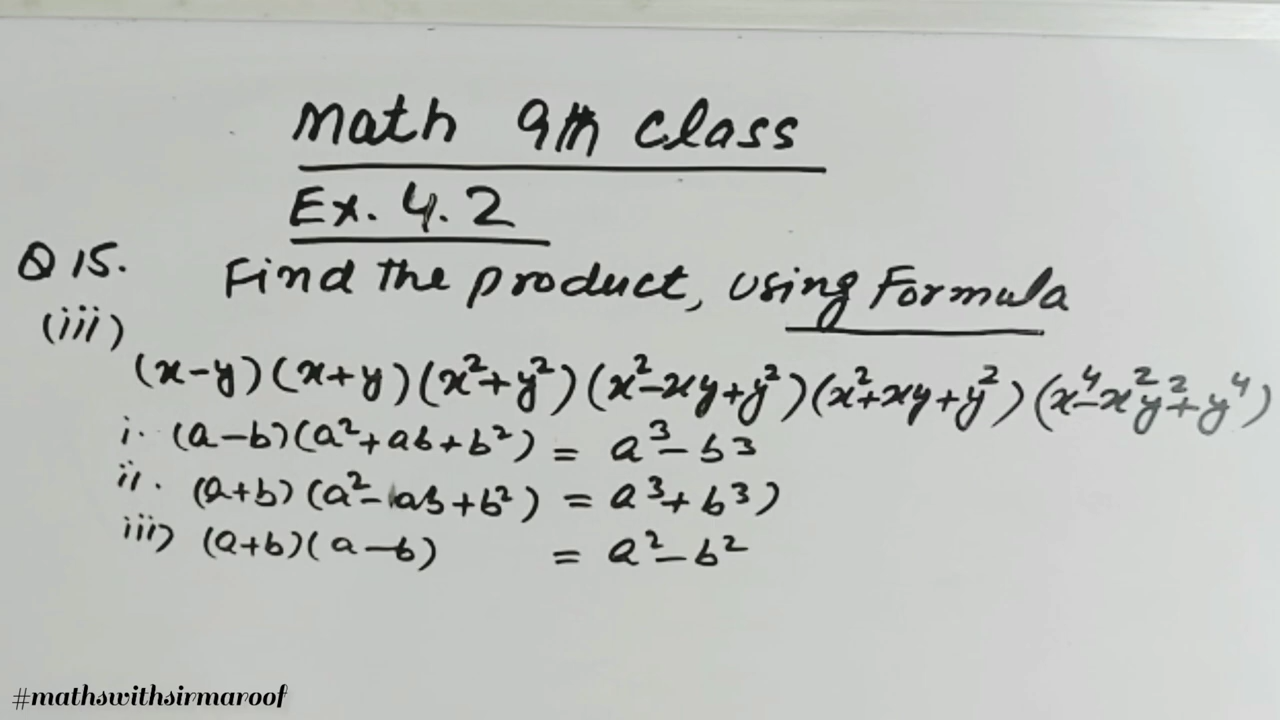 Math 9th class
Ex. 4.2
Q 15. Find the product, using Formula
(iii)
(x-y)(x+y)(x²+y²)(x²-xy+y²)(x²+xy+y²)(x⁴-x²y²+y⁴)
i. (a-b)(a²+ab+b²) = a³-b³
ii. (a+b)(a²-ab+b²) = a³+b³)
iii) (a+b)(a-b) = a²-b²
#mathswithsirmaroof